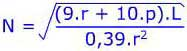 N = √(9.r + 10.p).L
0,39.r²